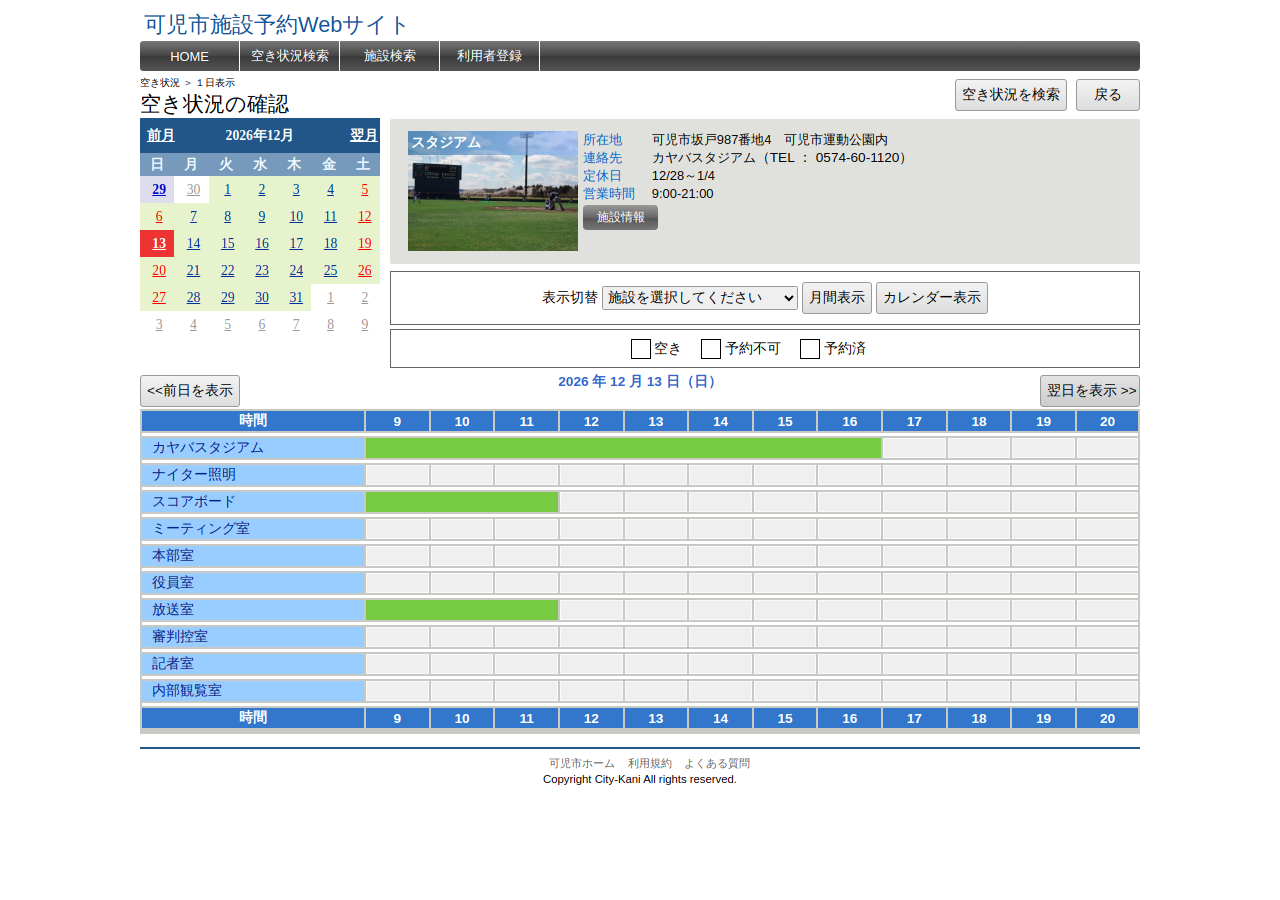 可児市施設予約Webサイト
HOME 空き状況検索 施設検索 利用者登録
空き状況 ＞ １日表示
空き状況の確認
空き状況を検索 戻る
前月 2026年12月 翌月
日 月 火 水 木 金 土
29 30 1 2 3 4 5
6 7 8 9 10 11 12
13 14 15 16 17 18 19
20 21 22 23 24 25 26
27 28 29 30 31 1 2
3 4 5 6 7 8 9
スタジアム
所在地 可児市坂戸987番地4　可児市運動公園内
連絡先 カヤバスタジアム（TEL ： 0574-60-1120）
定休日 12/28～1/4
営業時間 9:00-21:00
施設情報
表示切替 施設を選択してください 月間表示 カレンダー表示
空き 予約不可 予約済
<<前日を表示 2026 年 12 月 13 日（日） 翌日を表示 >>
時間 9 10 11 12 13 14 15 16 17 18 19 20
カヤバスタジアム
ナイター照明
スコアボード
ミーティング室
本部室
役員室
放送室
審判控室
記者室
内部観覧室
時間 9 10 11 12 13 14 15 16 17 18 19 20
可児市ホーム 利用規約 よくある質問
Copyright City-Kani All rights reserved.